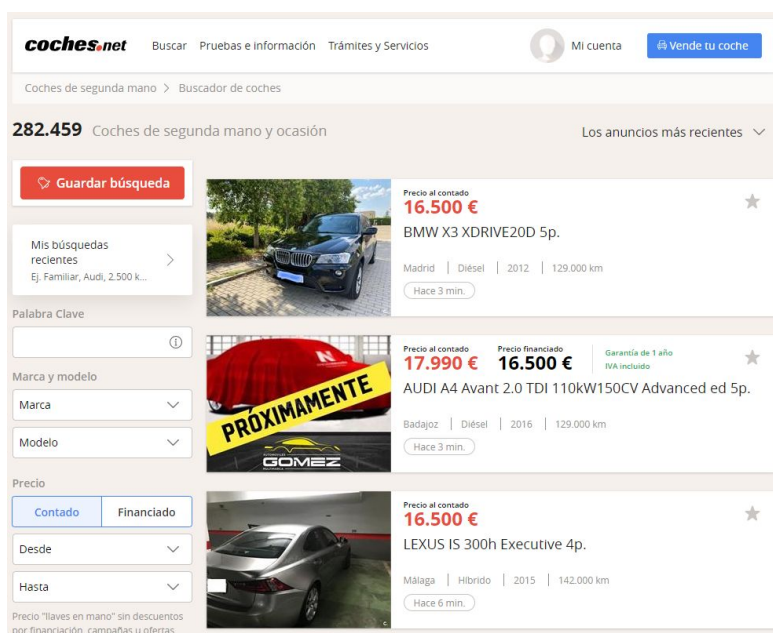 coches.net
Buscar Pruebas e información Trámites y Servicios
Mi cuenta
Vende tu coche
Coches de segunda mano > Buscador de coches
282.459 Coches de segunda mano y ocasión
Los anuncios más recientes
Guardar búsqueda
Mis búsquedas
recientes
Ej. Familiar, Audi, 2.500 k...
Palabra Clave
Marca y modelo
Marca
Modelo
Precio
Contado Financiado
Desde
Hasta
Precio "llaves en mano" sin descuentos
por financiación, campañas u ofertas
Precio al contado
16.500 €
BMW X3 XDRIVE20D 5p.
Madrid | Diésel | 2012 | 129.000 km
Hace 3 min.
PRÓXIMAMENTE
GOMEZ
Precio al contado Precio financiado
17.990 € 16.500 €
Garantía de 1 año
IVA incluido
AUDI A4 Avant 2.0 TDI 110kW150CV Advanced ed 5p.
Badajoz | Diésel | 2016 | 129.000 km
Hace 3 min.
Precio al contado
16.500 €
LEXUS IS 300h Executive 4p.
Málaga | Híbrido | 2015 | 142.000 km
Hace 6 min.